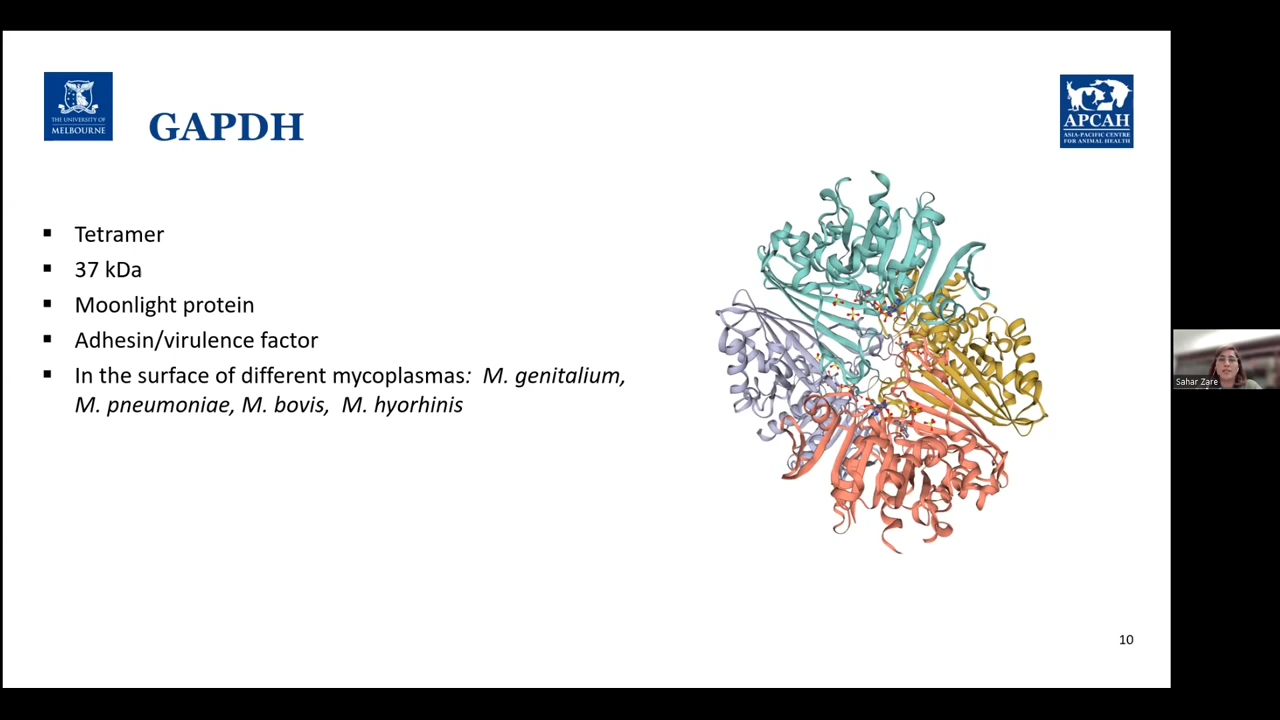 THE UNIVERSITY OF
MELBOURNE
GAPDH
APCAH
ASIA-PACIFIC CENTRE
FOR ANIMAL HEALTH
▪ Tetramer
▪ 37 kDa
▪ Moonlight protein
▪ Adhesin/virulence factor
▪ In the surface of different mycoplasmas: M. genitalium,
M. pneumoniae, M. bovis, M. hyorhinis
Sahar Zare
10